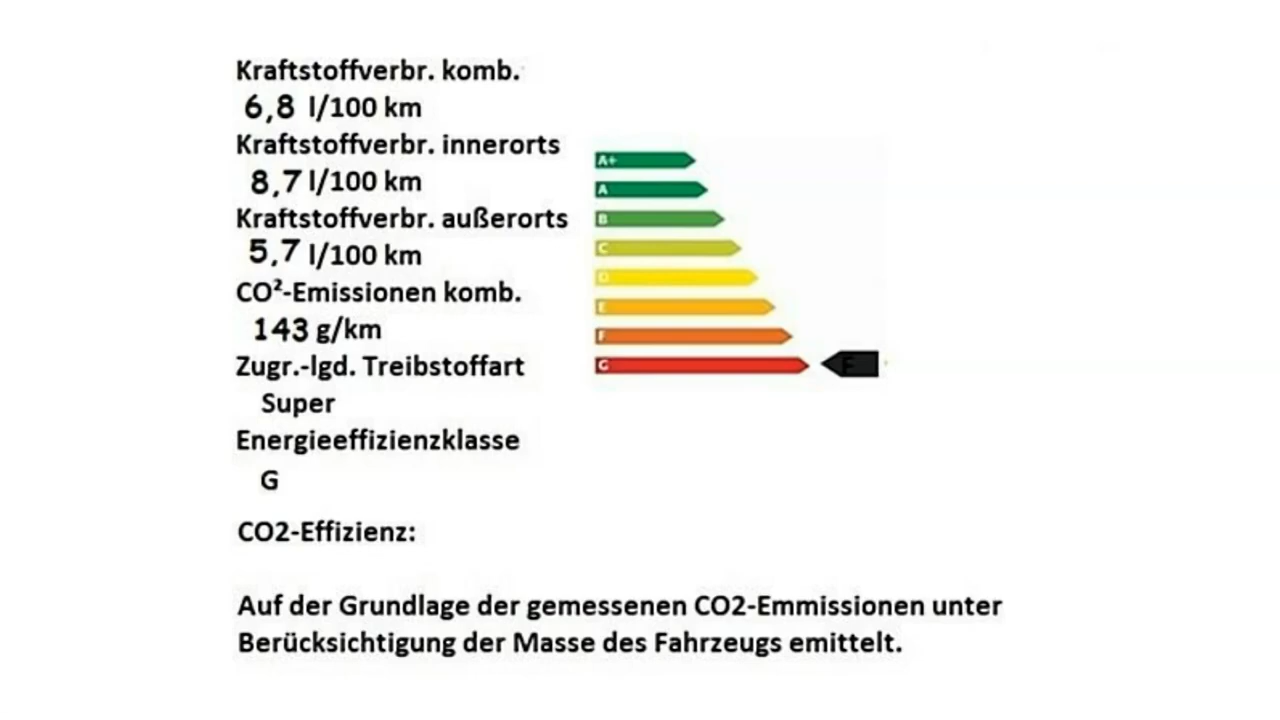 Kraftstoffverbr. komb.
6,8 l/100 km
Kraftstoffverbr. innerorts
8,7 l/100 km
Kraftstoffverbr. außerorts
5,7 l/100 km
CO²-Emissionen komb.
143 g/km
Zugr.-lgd. Treibstoffart
Super
Energieeffizienzklasse
G
A+
A
B
C
D
E
F
G
F
CO2-Effizienz:
Auf der Grundlage der gemessenen CO2-Emmissionen unter
Berücksichtigung der Masse des Fahrzeugs emittelt.